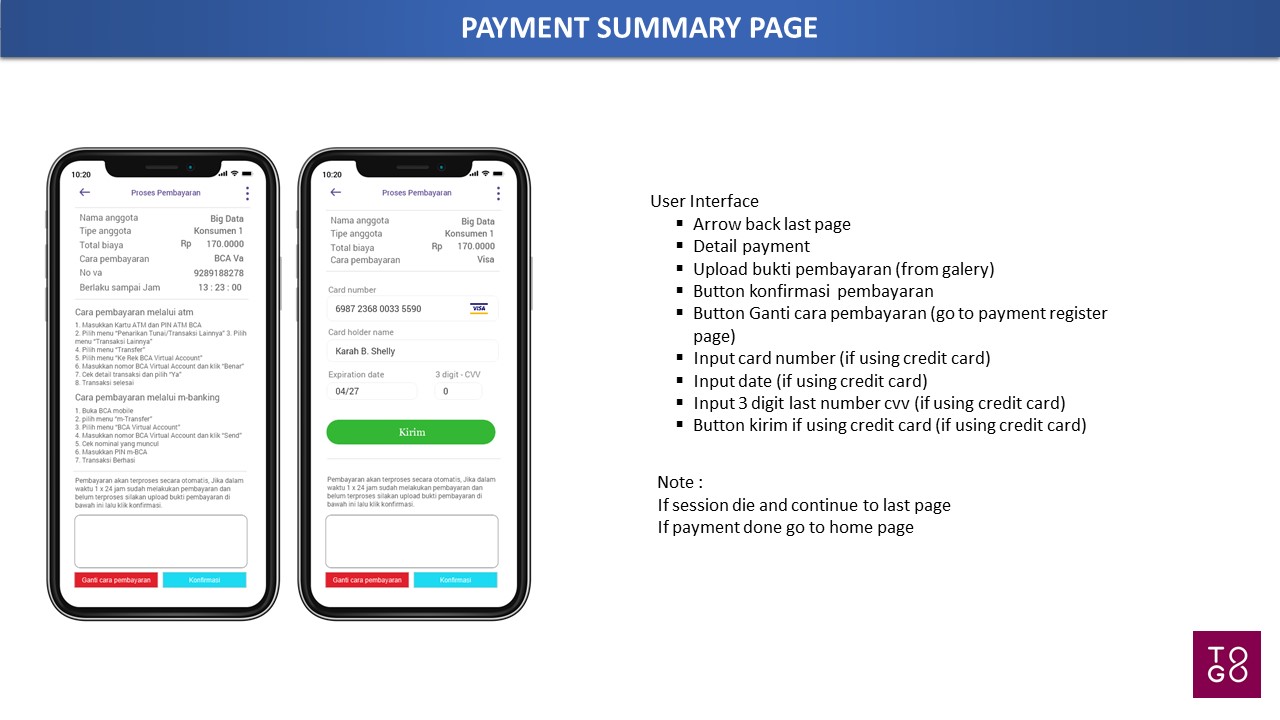 PAYMENT SUMMARY PAGE
10:20
Proses Pembayaran
Nama anggota Big Data
Tipe anggota Konsumen 1
Total biaya Rp 170.0000
Cara pembayaran BCA Va
No va 9289188278
Berlaku sampai Jam 13 : 23 : 00
Cara pembayaran melalui atm
1. Masukkan Kartu ATM dan PIN ATM BCA
2. Pilih menu “Penarikan Tunai/Transaksi Lainnya” 3. Pilih
menu “Transaksi Lainnya”
4. Pilih menu “Transfer”
5. Pilih menu “Ke Rek BCA Virtual Account”
6. Masukkan nomor BCA Virtual Account dan klik “Benar”
7. Cek detail transaksi dan pilih “Ya”
8. Transaksi selesai
Cara pembayaran melalui m-banking
1. Buka BCA mobile
2. pilih menu “m-Transfer”
3. Pilih menu “BCA Virtual Account”
4. Masukkan nomor BCA Virtual Account dan klik “Send”
5. Cek nominal yang muncul
6. Masukkan PIN m-BCA
7. Transaksi Berhasi
Pembayaran akan terproses secara otomatis, Jika dalam
waktu 1 x 24 jam sudah melakukan pembayaran dan
belum terproses silakan upload bukti pembayaran di
bawah ini lalu klik konfirmasi.
Ganti cara pembayaran Konfirmasi
10:20
Proses Pembayaran
Nama anggota Big Data
Tipe anggota Konsumen 1
Total biaya Rp 170.0000
Cara pembayaran Visa
Card number
6987 2368 0033 5590 VISA
Card holder name
Karah B. Shelly
Expiration date 3 digit - CVV
04/27 0
Kirim
Pembayaran akan terproses secara otomatis, Jika dalam
waktu 1 x 24 jam sudah melakukan pembayaran dan
belum terproses silakan upload bukti pembayaran di
bawah ini lalu klik konfirmasi.
Ganti cara pembayaran Konfirmasi
User Interface
▪ Arrow back last page
▪ Detail payment
▪ Upload bukti pembayaran (from galery)
▪ Button konfirmasi pembayaran
▪ Button Ganti cara pembayaran (go to payment register
page)
▪ Input card number (if using credit card)
▪ Input date (if using credit card)
▪ Input 3 digit last number cvv (if using credit card)
▪ Button kirim if using credit card (if using credit card)
Note :
If session die and continue to last page
If payment done go to home page
TO
GO